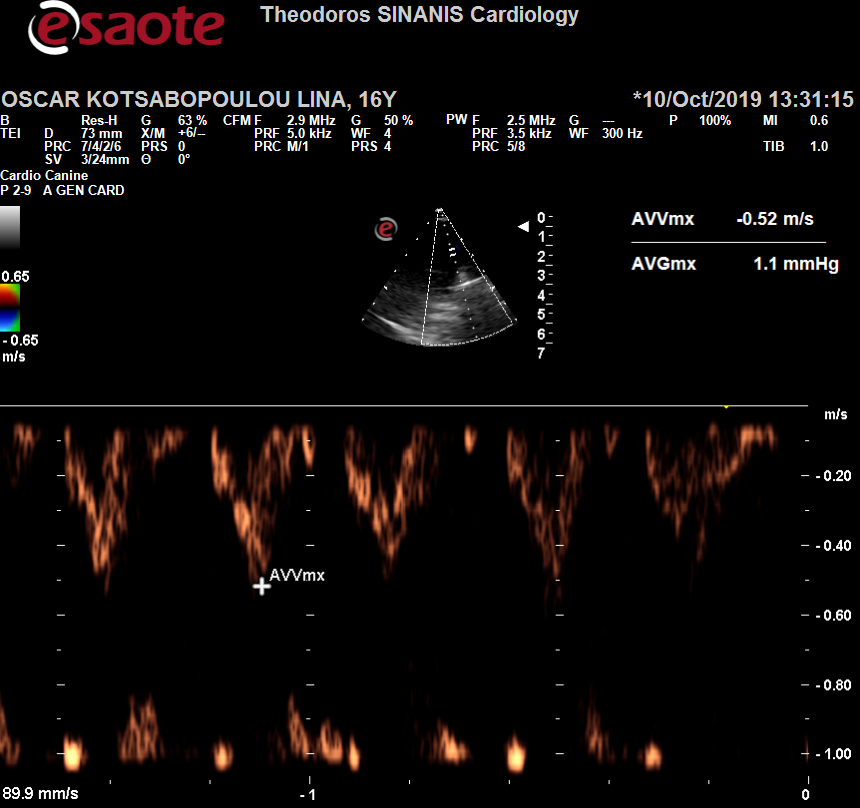 esaote
Theodoros SINANIS Cardiology
OSCAR KOTSABOPOULOU LINA, 16Y *10/Oct/2019 13:31:15
B Res-H G 63 % CFM F 2.9 MHz G 50 % PW F 2.5 MHz G --- P 100% MI 0.6
TEI D 73 mm X/M +6/-- PRF 5.0 kHz WF 4 PRF 3.5 kHz WF 300 Hz
PRC 7/4/2/6 PRS 0 PRC M/1 PRS 4 PRC 5/8 TIB 1.0
SV 3/24mm Θ 0°
Cardio Canine
P 2-9 A GEN CARD
e
0
1
2
3
4
5
6
7
AVVmx -0.52 m/s
AVGmx 1.1 mmHg
0.65
- 0.65
m/s
m/s
- 0.20
- 0.40
AVVmx
- 0.60
- 0.80
- 1.00
89.9 mm/s - 1 0